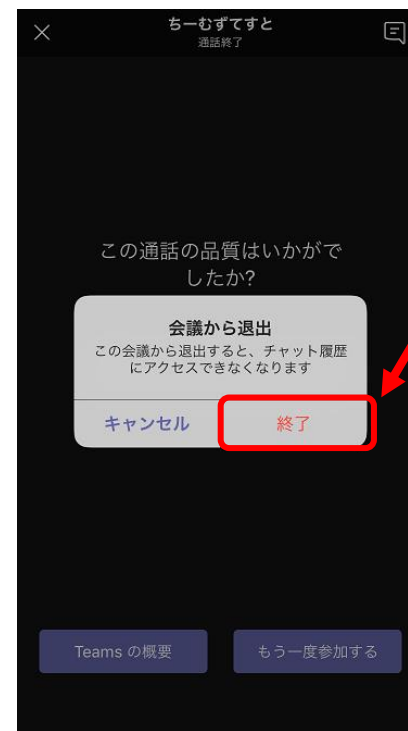 ちーむずてすと
通話終了
この通話の品質はいかがで
したか?
会議から退出
この会議から退出すると、チャット履歴
にアクセスできなくなります
キャンセル 終了
Teams の概要 もう一度参加する